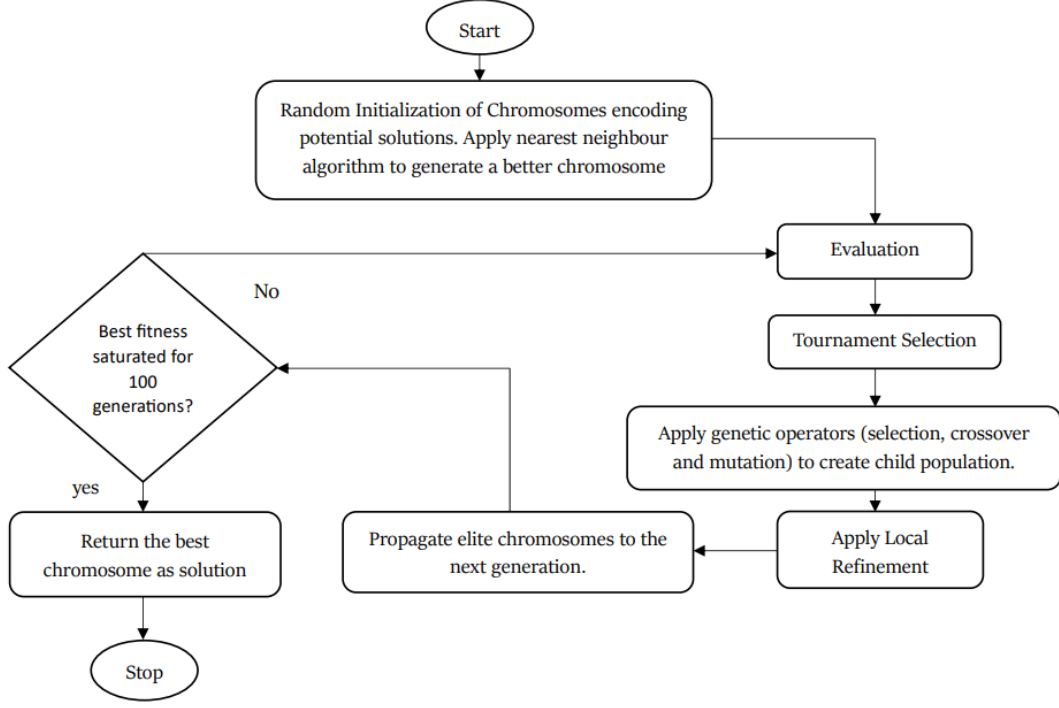 Start
Random Initialization of Chromosomes encoding
potential solutions. Apply nearest neighbour
algorithm to generate a better chromosome
Evaluation
No
Best fitness
saturated for
100
generations?
Tournament Selection
Apply genetic operators (selection, crossover
and mutation) to create child population.
yes
Return the best
chromosome as solution
Propagate elite chromosomes to the
next generation.
Apply Local
Refinement
Stop